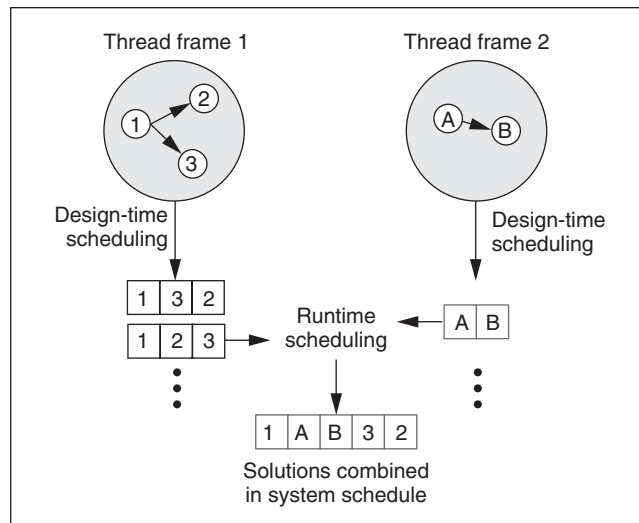 Thread frame 1
Thread frame 2
1
2
3
A
B
Design-time
scheduling
Design-time
scheduling
1 3 2
1 2 3
Runtime
scheduling
A B
1 A B 3 2
Solutions combined
in system schedule